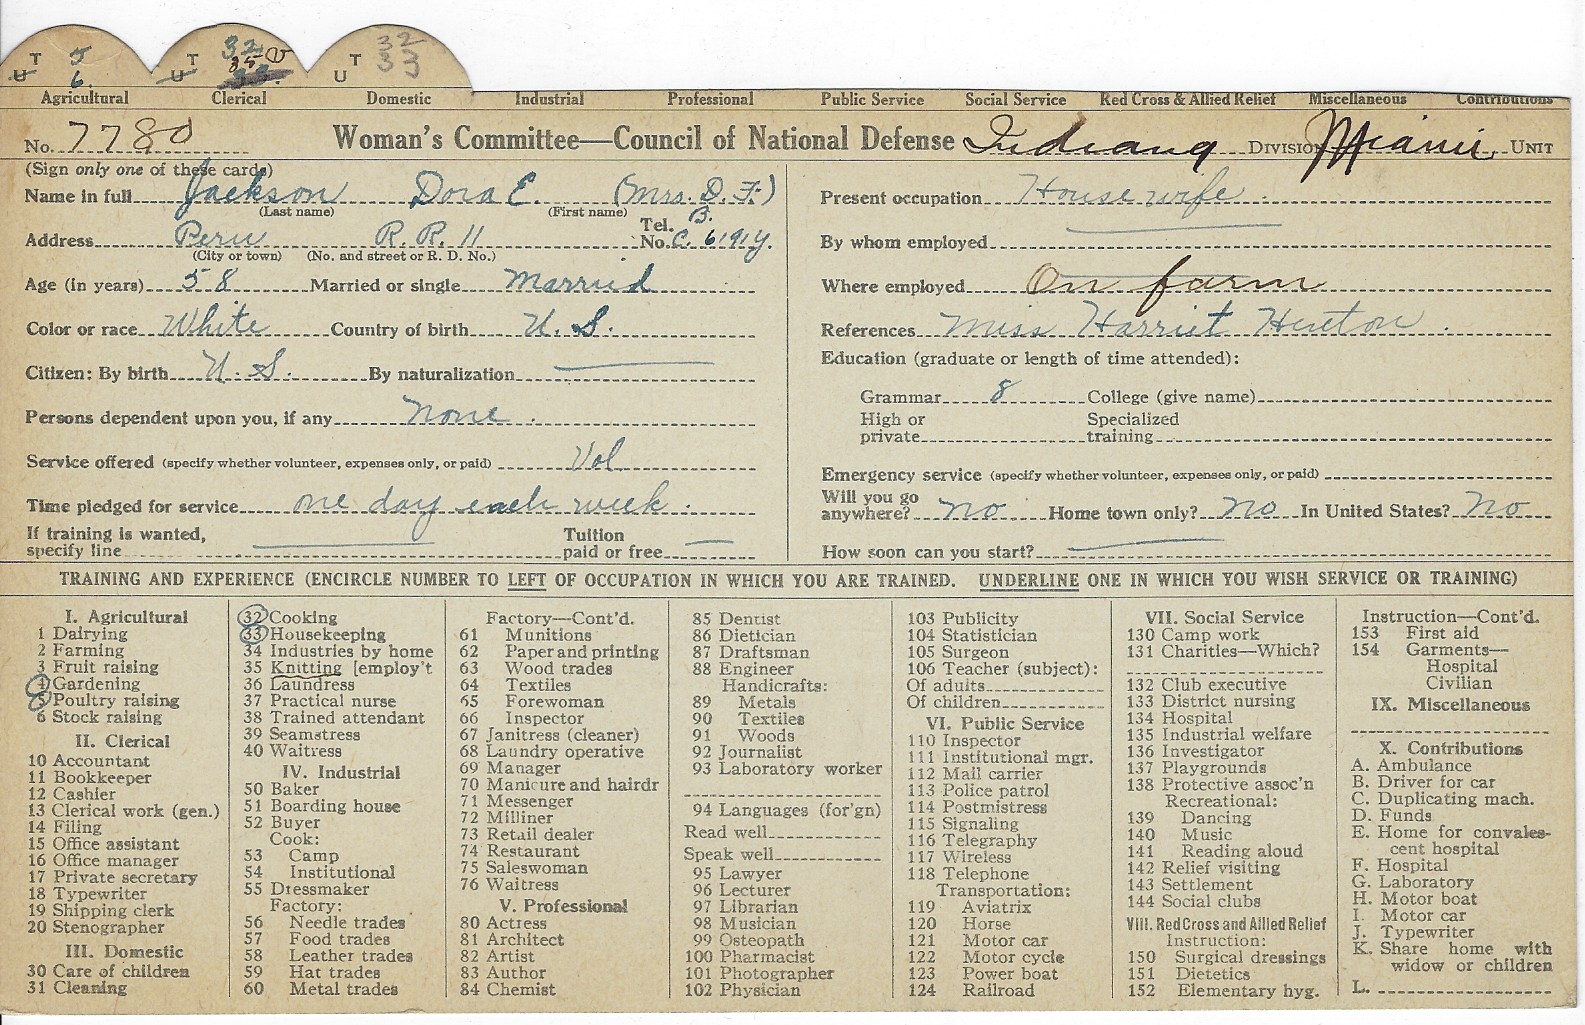 T 5 T 32 T 32
U 6. U 35 33. U 33
Agricultural Clerical Domestic Industrial Professional Public Service Social Service Red Cross & Allied Relief Miscellaneous Contributions
No. 7780 Woman's Committee—Council of National Defense Indiana Division Miami Unit
(Sign only one of these cards)
Name in full Jackson Dora E. (Mrs. D. F.)
(Last name) (First name)
Address Peru R. R. 11 Tel. No. C. 6191y.
B.
(City or town) (No. and street or R. D. No.)
Age (in years) 58 Married or single Married
Color or race White Country of birth U. S.
Citizen: By birth U. S. By naturalization
Persons dependent upon you, if any none.
Service offered (specify whether volunteer, expenses only, or paid) Vol
Time pledged for service one day each week.
If training is wanted, specify line Tuition paid or free
Present occupation House wife.
By whom employed
Where employed On farm
References Miss Harriet
Education (graduate or length of time attended):
Grammar 8 College (give name)
High or private Specialized training
Emergency service (specify whether volunteer, expenses only, or paid)
Will you go anywhere? no Home town only? no In United States? no
How soon can you start?
TRAINING AND EXPERIENCE (ENCIRCLE NUMBER TO LEFT OF OCCUPATION IN WHICH YOU ARE TRAINED. UNDERLINE ONE IN WHICH YOU WISH SERVICE OR TRAINING)
I. Agricultural
1 Dairying
2 Farming
3 Fruit raising
4 Gardening
5 Poultry raising
6 Stock raising
II. Clerical
10 Accountant
11 Bookkeeper
12 Cashier
13 Clerical work (gen.)
14 Filing
15 Office assistant
16 Office manager
17 Private secretary
18 Typewriter
19 Shipping clerk
20 Stenographer
III. Domestic
30 Care of children
31 Cleaning
32 Cooking
33 Housekeeping
34 Industries by home
35 Knitting [employ't
36 Laundress
37 Practical nurse
38 Trained attendant
39 Seamstress
40 Waitress
IV. Industrial
50 Baker
51 Boarding house
52 Buyer
Cook:
53 Camp
54 Institutional
55 Dressmaker
Factory:
56 Needle trades
57 Food trades
58 Leather trades
59 Hat trades
60 Metal trades
Factory—Cont'd.
61 Munitions
62 Paper and printing
63 Wood trades
64 Textiles
65 Forewoman
66 Inspector
67 Janitress (cleaner)
68 Laundry operative
69 Manager
70 Manicure and hairdr
71 Messenger
72 Milliner
73 Retail dealer
74 Restaurant
75 Saleswoman
76 Waitress
V. Professional
80 Actress
81 Architect
82 Artist
83 Author
84 Chemist
85 Dentist
86 Dietician
87 Draftsman
88 Engineer
Handicrafts:
89 Metals
90 Textiles
91 Woods
92 Journalist
93 Laboratory worker
94 Languages (for'gn)
Read well
Speak well
95 Lawyer
96 Lecturer
97 Librarian
98 Musician
99 Osteopath
100 Pharmacist
101 Photographer
102 Physician
103 Publicity
104 Statistician
105 Surgeon
106 Teacher (subject):
Of adults
Of children
VI. Public Service
110 Inspector
111 Institutional mgr.
112 Mail carrier
113 Police patrol
114 Postmistress
115 Signaling
116 Telegraphy
117 Wireless
118 Telephone
Transportation:
119 Aviatrix
120 Horse
121 Motor car
122 Motor cycle
123 Power boat
124 Railroad
VII. Social Service
130 Camp work
131 Charities—Which?
132 Club executive
133 District nursing
134 Hospital
135 Industrial welfare
136 Investigator
137 Playgrounds
138 Protective assoc'n
Recreational:
139 Dancing
140 Music
141 Reading aloud
142 Relief visiting
143 Settlement
144 Social clubs
VIII. Red Cross and Allied Relief
Instruction:
150 Surgical dressings
151 Dietetics
152 Elementary hyg.
Instruction—Cont'd.
153 First aid
154 Garments—
Hospital
Civilian
IX. Miscellaneous
X. Contributions
A. Ambulance
B. Driver for car
C. Duplicating mach.
D. Funds
E. Home for convales-
cent hospital
F. Hospital
G. Laboratory
H. Motor boat
I. Motor car
J. Typewriter
K. Share home with
widow or children
L.